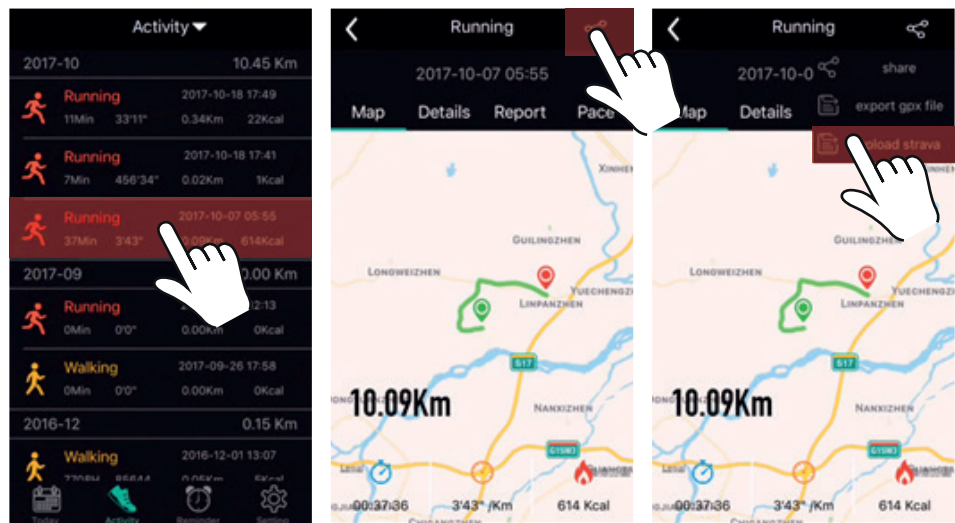 Activity
2017-10 10.45 Km
Running 2017-10-18 17:49
11Min 33'11" 0.34Km 22Kcal
Running 2017-10-18 17:41
7Min 456'34" 0.02Km 1Kcal
Running 2017-10-07 05:55
37Min 3'43" 614Kcal
2017-09 0.00 Km
Running 12:13
0Min 0'0" 0.00Km 0Kcal
Walking 2017-09-26 17:58
0Min 0'0" 0.00Km 0Kcal
2016-12 0.15 Km
Walking 2016-12-01 13:07
Today Activity Reminder Setting
Running
2017-10-07 05:55
Map Details Report Pace
GUILINGZHEN
LONGWEIZHEN
YUECHENGZ
LINPANZHEN
S17
10.09Km
NANXIZHEN
00:37:36 3'43" /Km 614 Kcal
Running
2017-10-0 share
Map Details export gpx file
upload strava
GUILINGZHEN
LONGWEIZHEN
YUECHENGZ
LINPANZHEN
S17
10.09Km
NANXIZHEN
00:37:36 3'43" /Km 614 Kcal